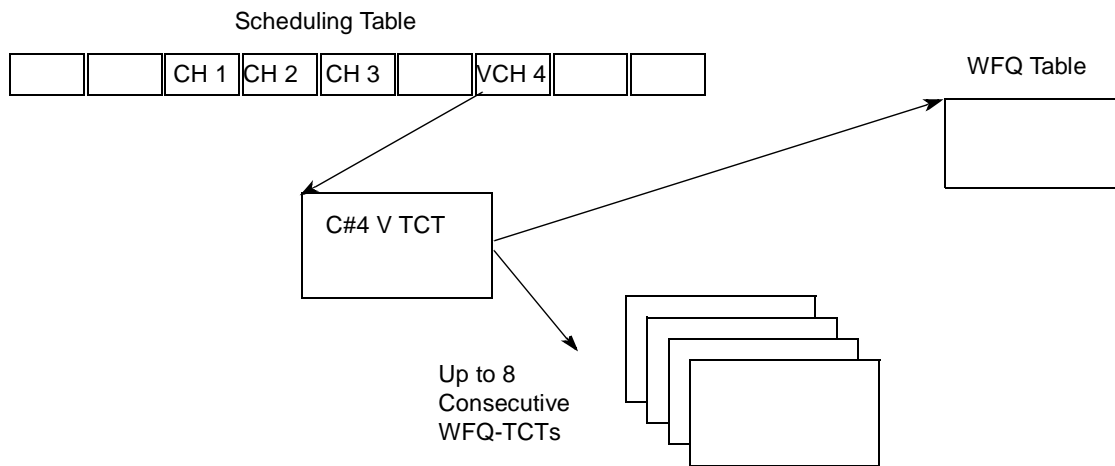 Scheduling Table
CH 1 CH 2 CH 3 VCH 4
WFQ Table
C#4 V TCT
Up to 8
Consecutive
WFQ-TCTs